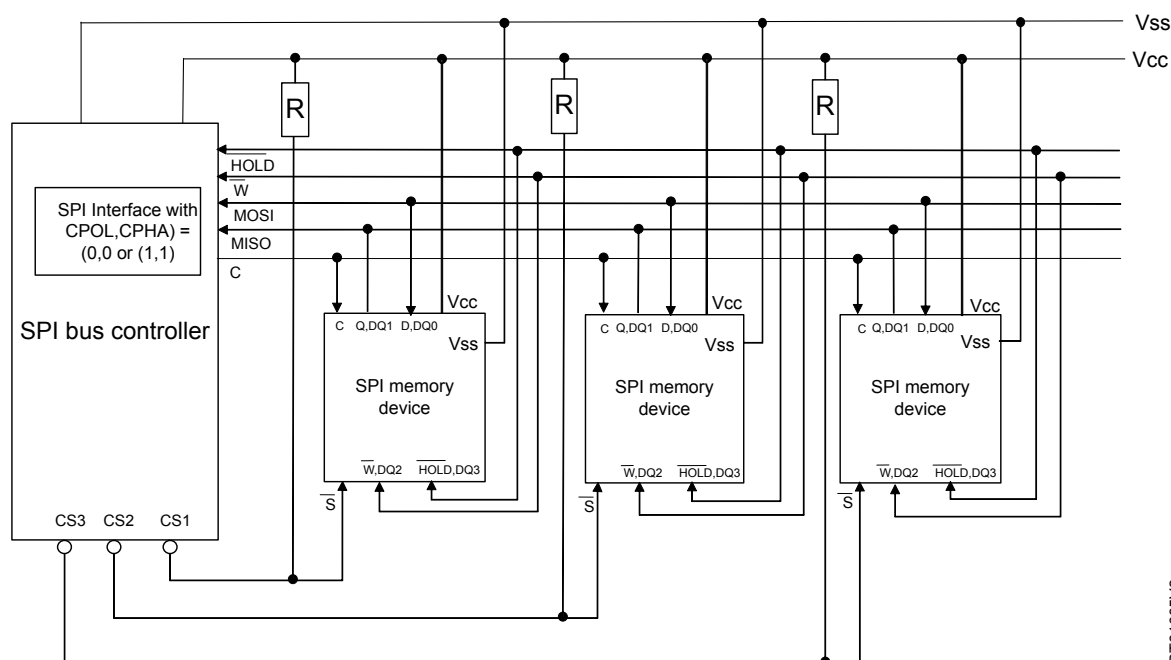 Vss
Vcc
R
R
R
HOLD
W
MOSI
MISO
C
SPI Interface with
CPOL,CPHA) =
(0,0 or (1,1)
SPI bus controller
CS3
CS2
CS1
C
Q,DQ1
D,DQ0
Vcc
Vss
SPI memory
device
W,DQ2
HOLD,DQ3
S
C
Q,DQ1
D,DQ0
Vcc
Vss
SPI memory
device
W,DQ2
HOLD,DQ3
S
C
Q,DQ1
D,DQ0
Vcc
Vss
SPI memory
device
W,DQ2
HOLD,DQ3
S